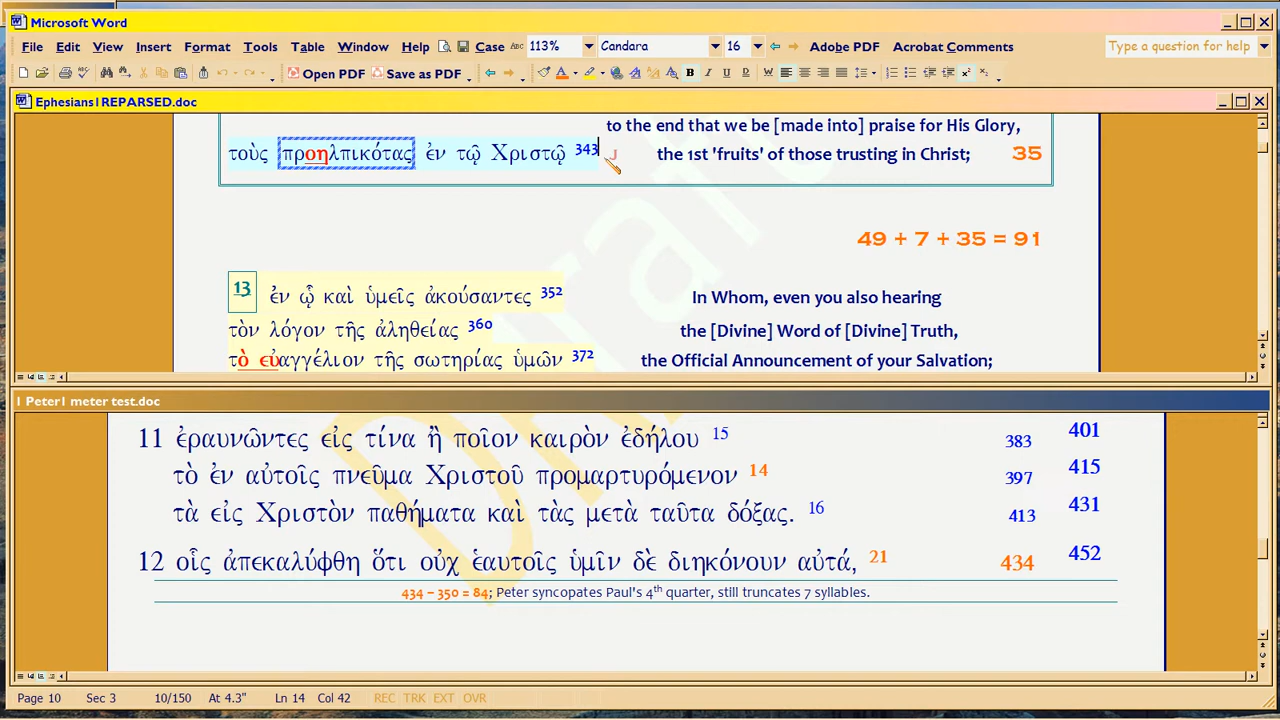 Microsoft Word
File Edit View Insert Format Tools Table Window Help Case ABC 113% Candara 16 Adobe PDF Acrobat Comments Type a question for help
Open PDF Save as PDF B I U W x² x₂
Ephesians1REPARSED.doc
to the end that we be [made into] praise for His Glory,
τοὺς προηλπικότας ἐν τῷ Χριστῷ 343 the 1st 'fruits' of those trusting in Christ; 35
49 + 7 + 35 = 91
13 ἐν ᾧ καὶ ὑμεῖς ἀκούσαντες 352 In Whom, even you also hearing
τὸν λόγον τῆς ἀληθείας 360 the [Divine] Word of [Divine] Truth,
τὸ εὐαγγέλιον τῆς σωτηρίας ὑμῶν 372 the Official Announcement of your Salvation;
1 Peter1 meter test.doc
11 ἐραυνῶντες εἰς τίνα ἢ ποῖον καιρὸν ἐδήλου 15 383 401
τὸ ἐν αὐτοῖς πνεῦμα Χριστοῦ προμαρτυρόμενον 14 397 415
τὰ εἰς Χριστὸν παθήματα καὶ τὰς μετὰ ταῦτα δόξας. 16 413 431
12 οἷς ἀπεκαλύφθη ὅτι οὐχ ἑαυτοῖς ὑμῖν δὲ διηκόνουν αὐτά, 21 434 452
434 – 350 = 84; Peter syncopates Paul's 4th quarter, still truncates 7 syllables.
Page 10 Sec 3 10/150 At 4.3" Ln 14 Col 42 REC TRK EXT OVR